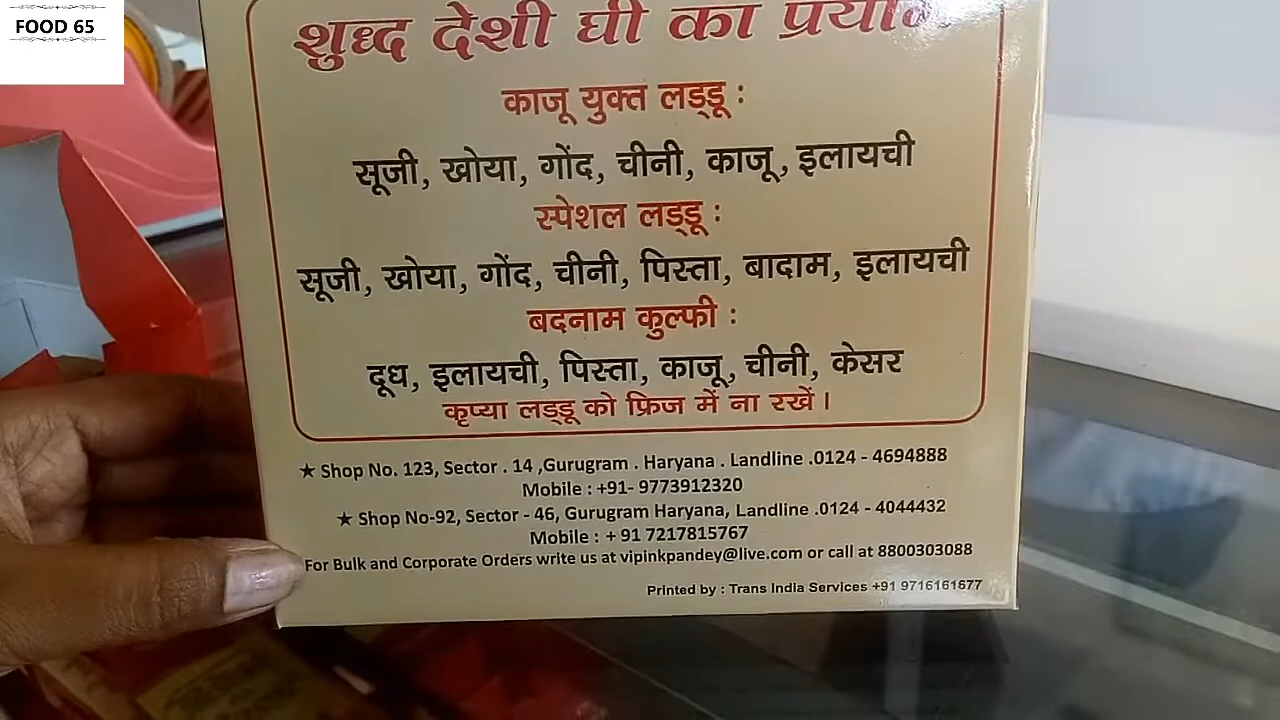 FOOD 65
शुध्द देशी घी का प्रयोग
काजू युक्त लड्डू :
सूजी, खोया, गोंद, चीनी, काजू, इलायची
स्पेशल लड्डू :
सूजी, खोया, गोंद, चीनी, पिस्ता, बादाम, इलायची
बदनाम कुल्फी :
दूध, इलायची, पिस्ता, काजू, चीनी, केसर
कृप्या लड्डू को फ्रिज में ना रखें।
★ Shop No. 123, Sector . 14 ,Gurugram . Haryana . Landline .0124 - 4694888
Mobile : +91- 9773912320
★ Shop No-92, Sector - 46, Gurugram Haryana, Landline .0124 - 4044432
Mobile : + 91 7217815767
For Bulk and Corporate Orders write us at vipinkpandey@live.com or call at 8800303088
Printed by : Trans India Services +91 9716161677